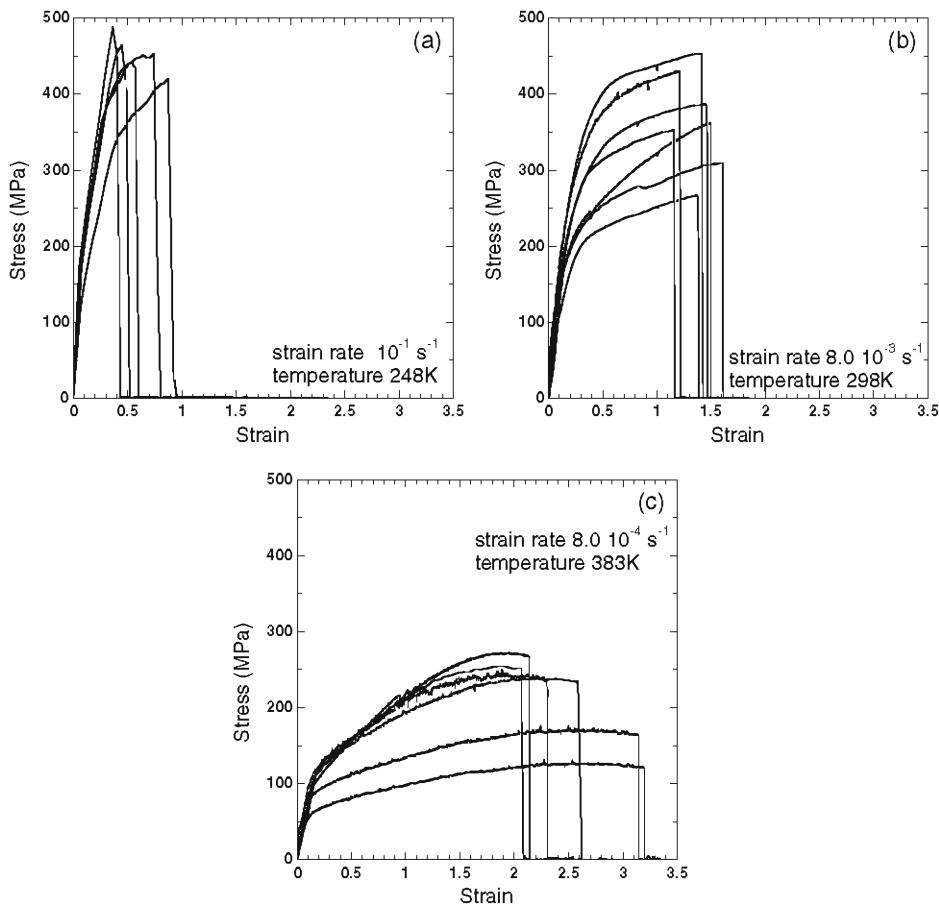 500
400
300
200
100
0
Stress (MPa)
(a)
strain rate 10⁻¹ s⁻¹
temperature 248K
0 0.5 1 1.5 2 2.5 3 3.5
Strain
500
400
300
200
100
0
Stress (MPa)
(b)
strain rate 8.0 10⁻³ s⁻¹
temperature 298K
0 0.5 1 1.5 2 2.5 3 3.5
Strain
500
400
300
200
100
0
Stress (MPa)
(c)
strain rate 8.0 10⁻⁴ s⁻¹
temperature 383K
0 0.5 1 1.5 2 2.5 3 3.5
Strain